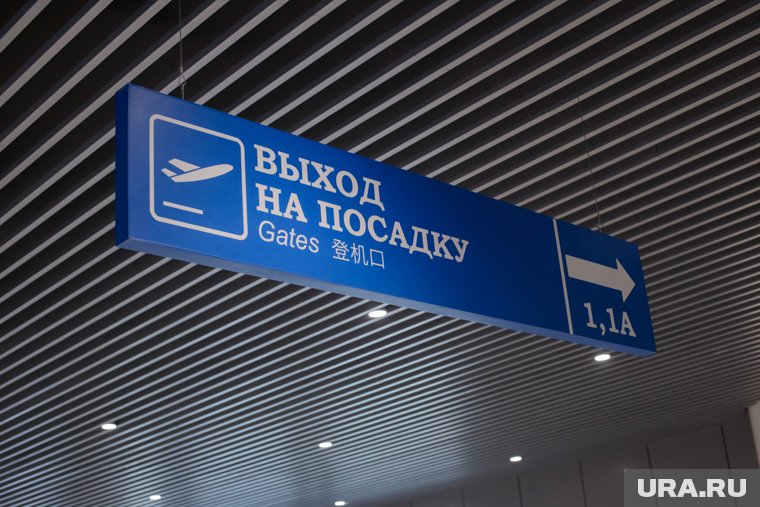 ВЫХОД
НА ПОСАДКУ
Gates 登机口
1,1A
URA.RU